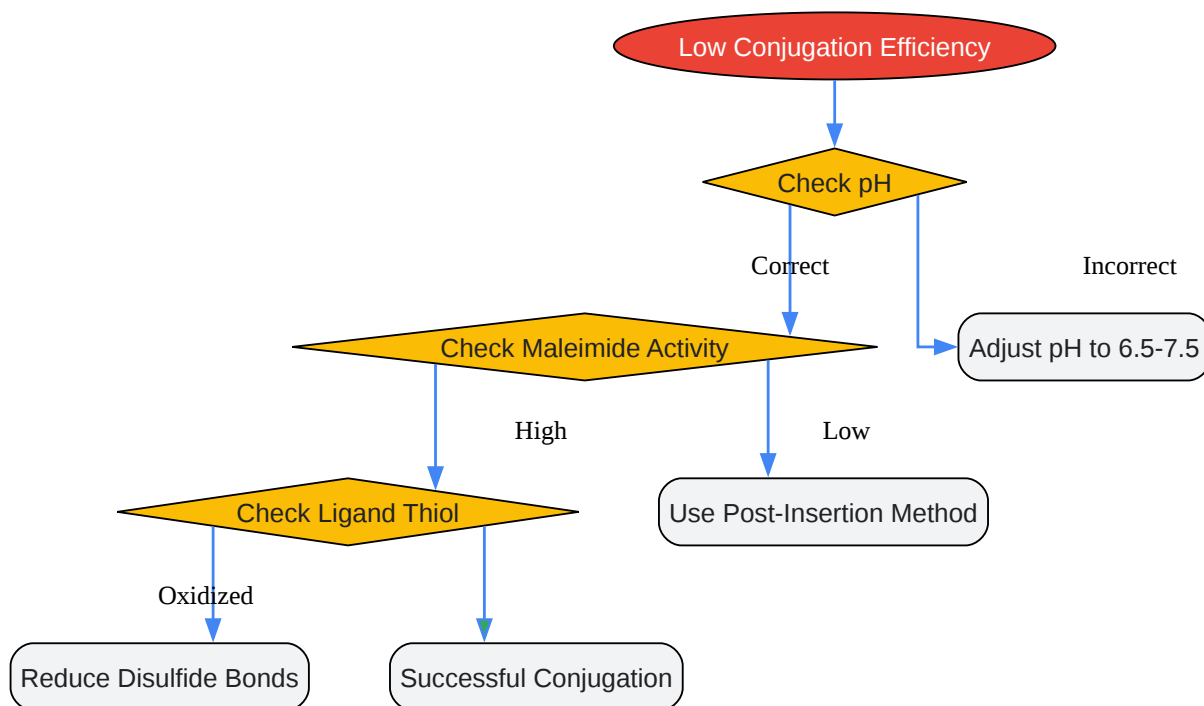 Low Conjugation Efficiency
Check pH
Correct
Incorrect
Check Maleimide Activity
Adjust pH to 6.5-7.5
High
Low
Check Ligand Thiol
Use Post-Insertion Method
Oxidized
Reduce Disulfide Bonds
Successful Conjugation